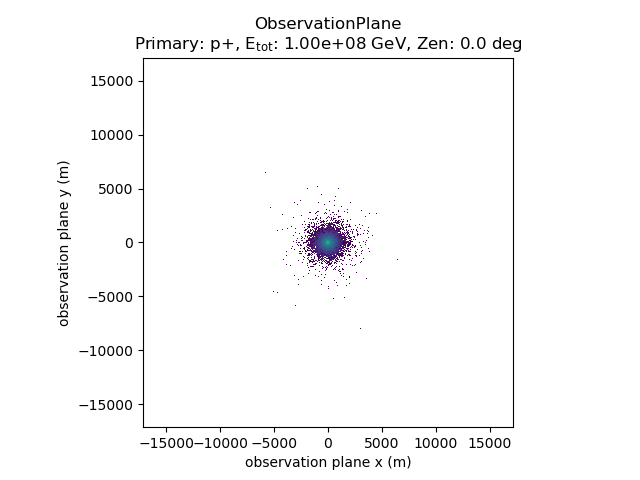 ObservationPlane
Primary: p+, Etot: 1.00e+08 GeV, Zen: 0.0 deg
observation plane y (m)
15000
10000
5000
0
−5000
−10000
−15000
−15000 −10000 −5000 0 5000 10000 15000
observation plane x (m)